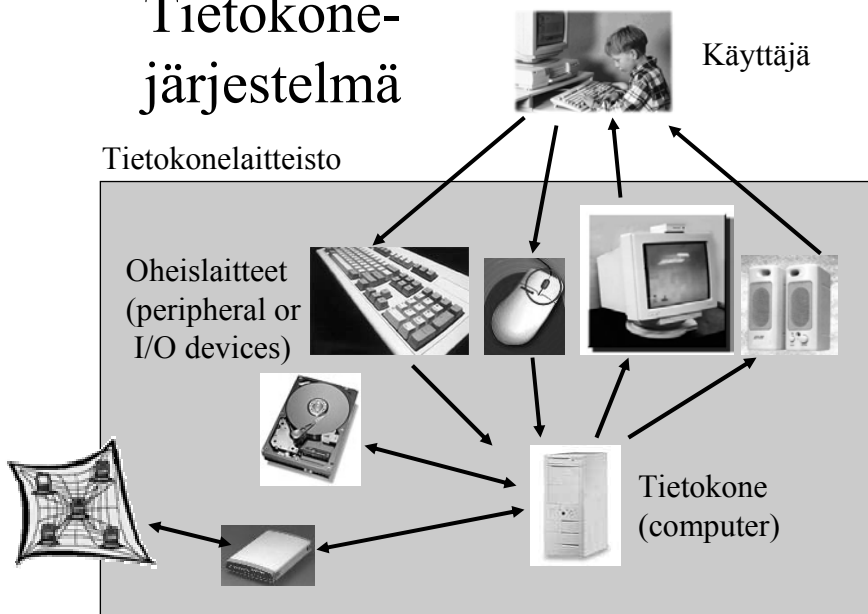 Tietokone-
järjestelmä
Käyttäjä
Tietokonelaitteisto
Oheislaitteet
(peripheral or
I/O devices)
Tietokone
(computer)